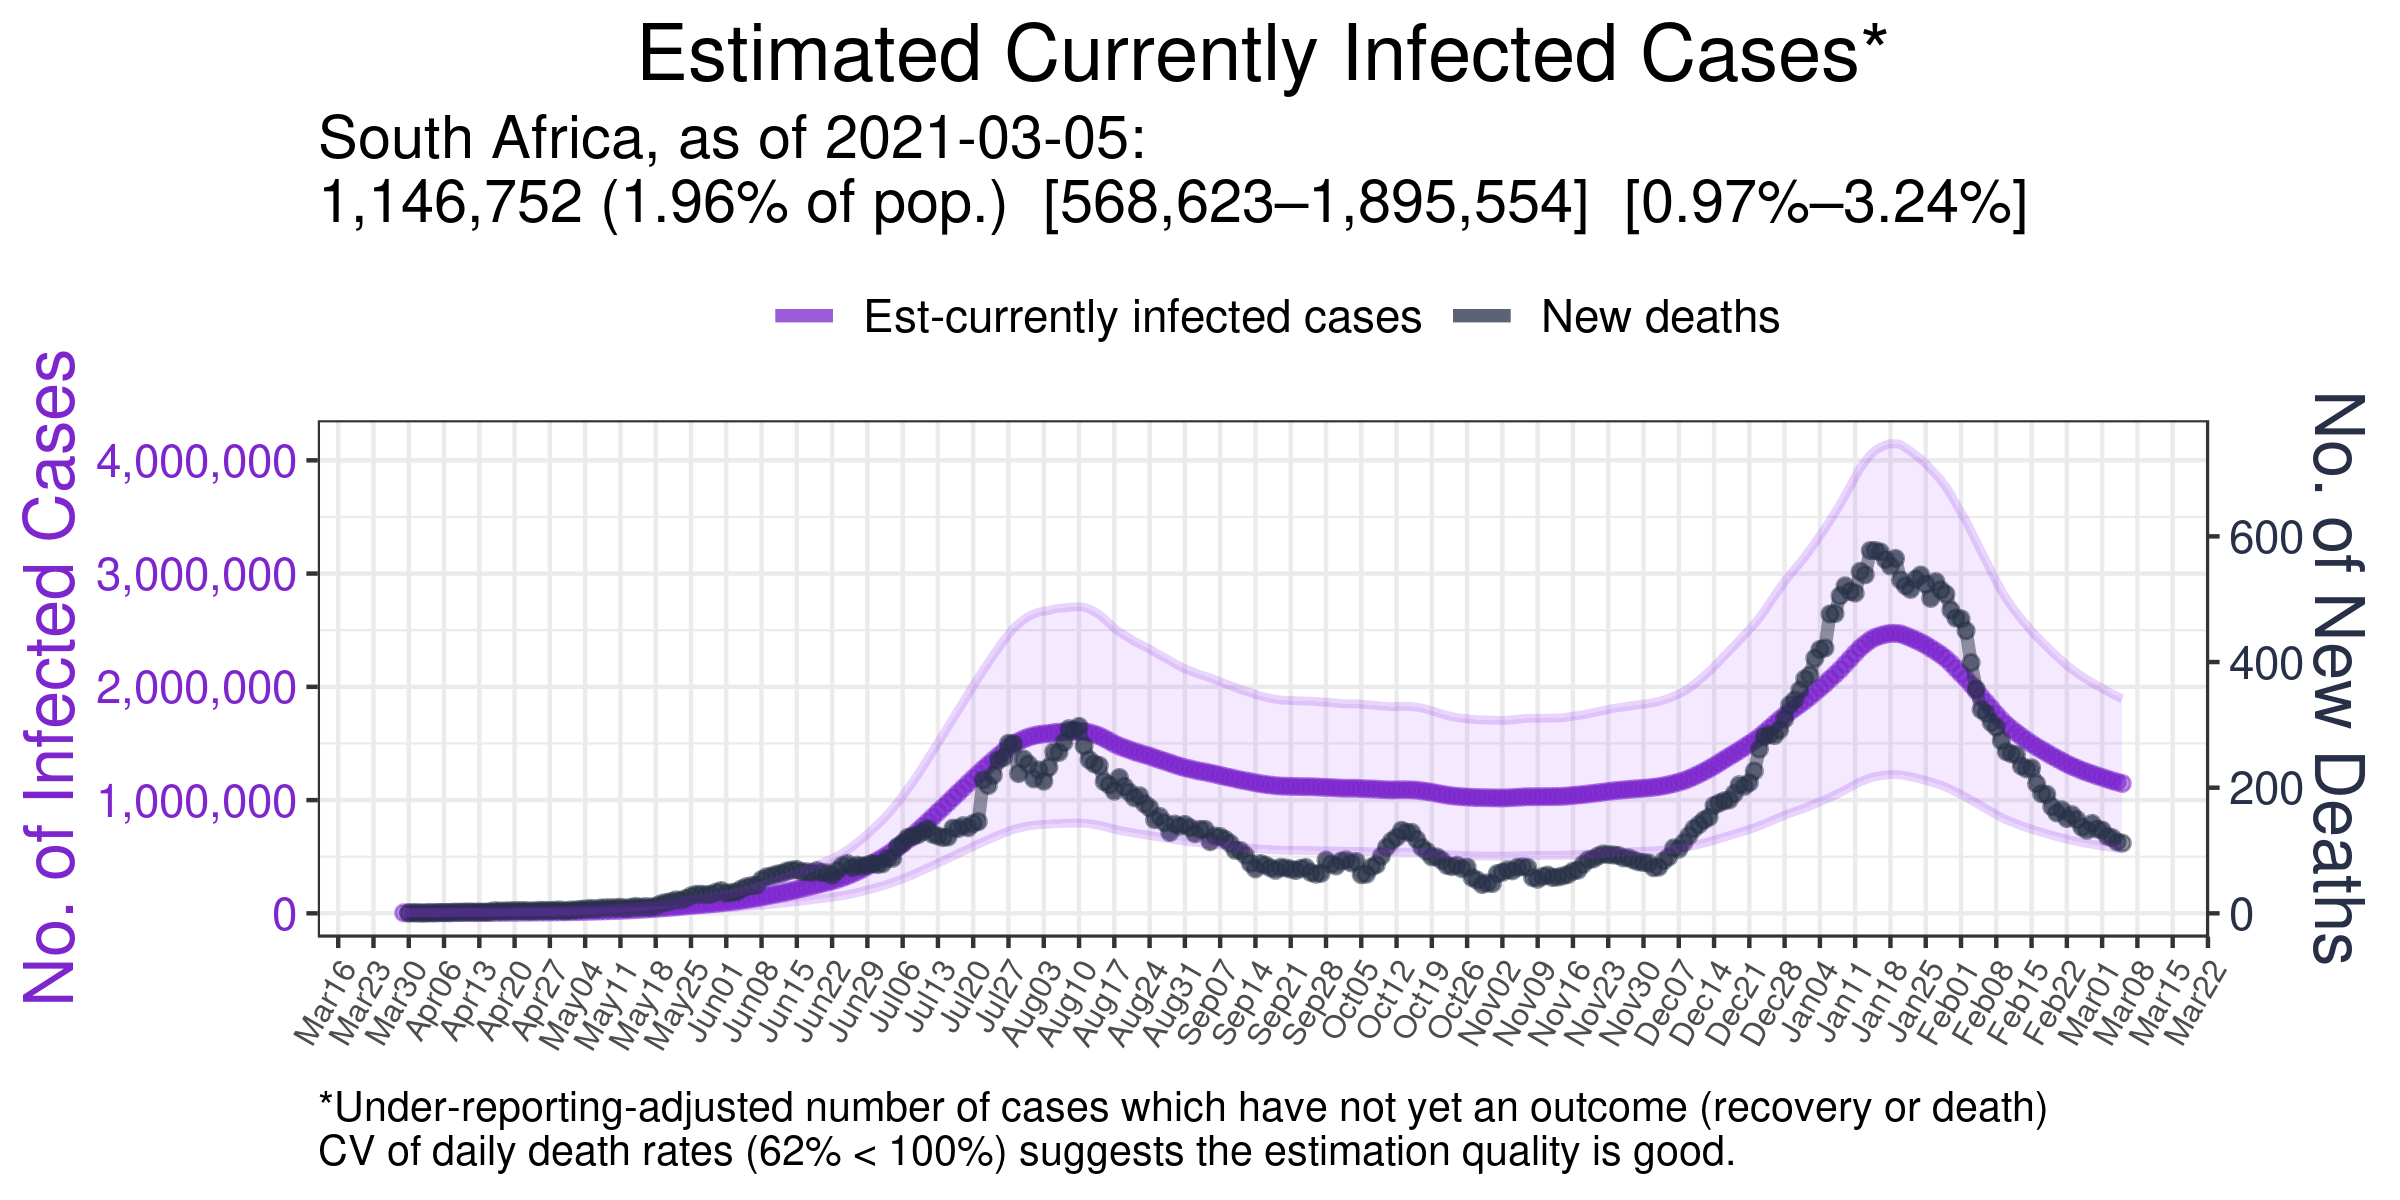 Estimated Currently Infected Cases*
South Africa, as of 2021-03-05:
1,146,752 (1.96% of pop.) [568,623–1,895,554] [0.97%–3.24%]
Est-currently infected cases
New deaths
No. of Infected Cases
4,000,000
3,000,000
2,000,000
1,000,000
0
No. of New Deaths
600
400
200
0
Mar16
Mar23
Mar30
Apr06
Apr13
Apr20
Apr27
May04
May11
May18
May25
Jun01
Jun08
Jun15
Jun22
Jun29
Jul06
Jul13
Jul20
Jul27
Aug03
Aug10
Aug17
Aug24
Aug31
Sep07
Sep14
Sep21
Sep28
Oct05
Oct12
Oct19
Oct26
Nov02
Nov09
Nov16
Nov23
Nov30
Dec07
Dec14
Dec21
Dec28
Jan04
Jan11
Jan18
Jan25
Feb01
Feb08
Feb15
Feb22
Mar01
Mar08
Mar15
Mar22
*Under-reporting-adjusted number of cases which have not yet an outcome (recovery or death)
CV of daily death rates (62% < 100%) suggests the estimation quality is good.